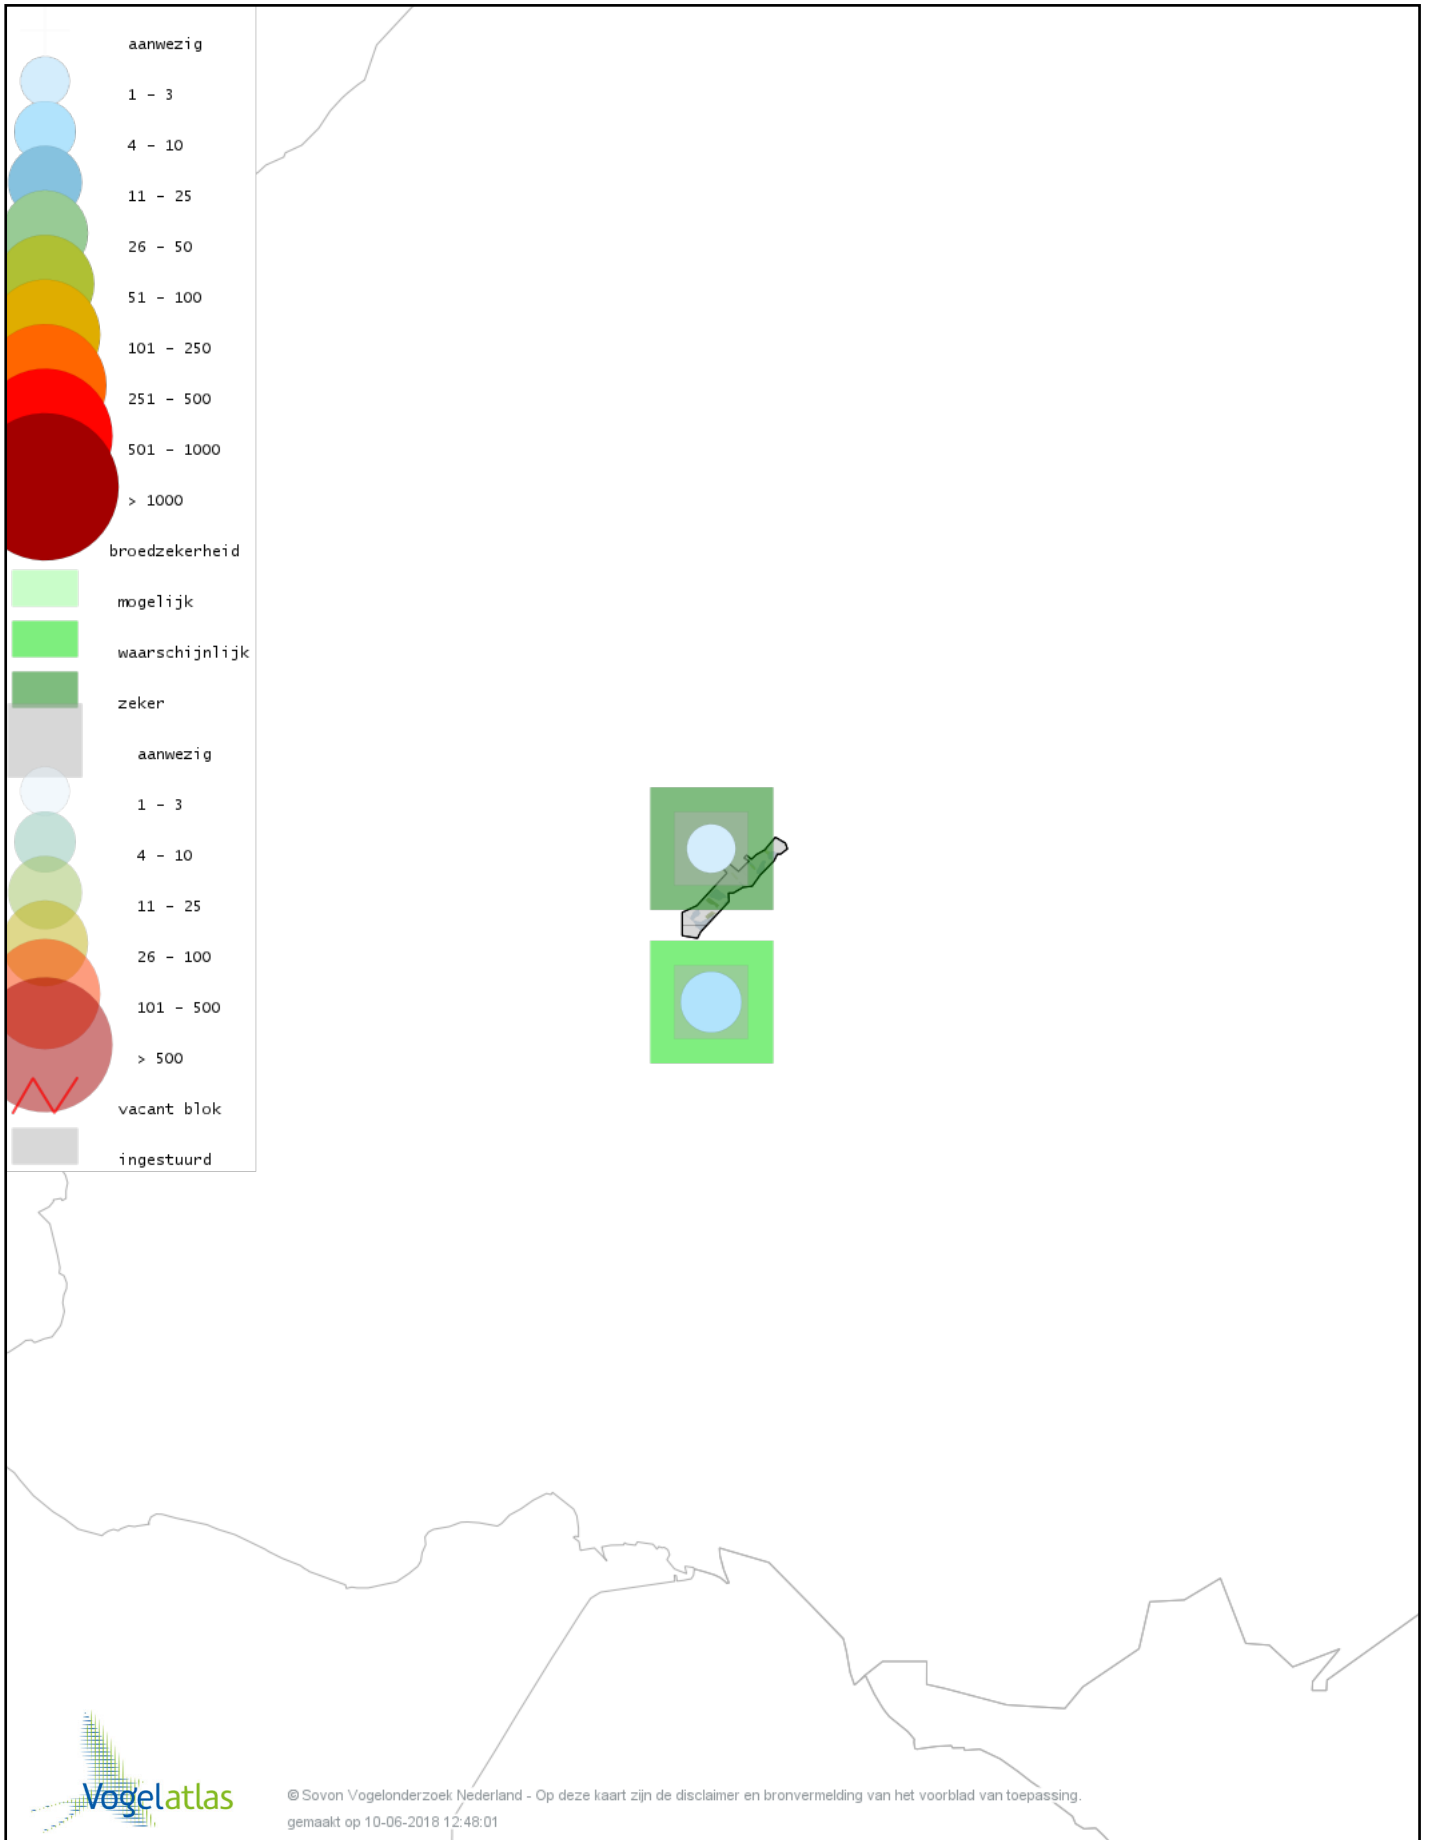 aanwezig
1 - 3
4 - 10
11 - 25
26 - 50
51 - 100
101 - 250
251 - 500
501 - 1000
> 1000
broedzekerheid
mogelijk
waarschijnlijk
zeker
aanwezig
1 - 3
4 - 10
11 - 25
26 - 100
101 - 500
> 500
vacant blok
ingestuurd
Vogelatlas
© Sovon Vogelonderzoek Nederland - Op deze kaart zijn de disclaimer en bronvermelding van het voorblad van toepassing.
gemaakt op 10-06-2018 12:48:01